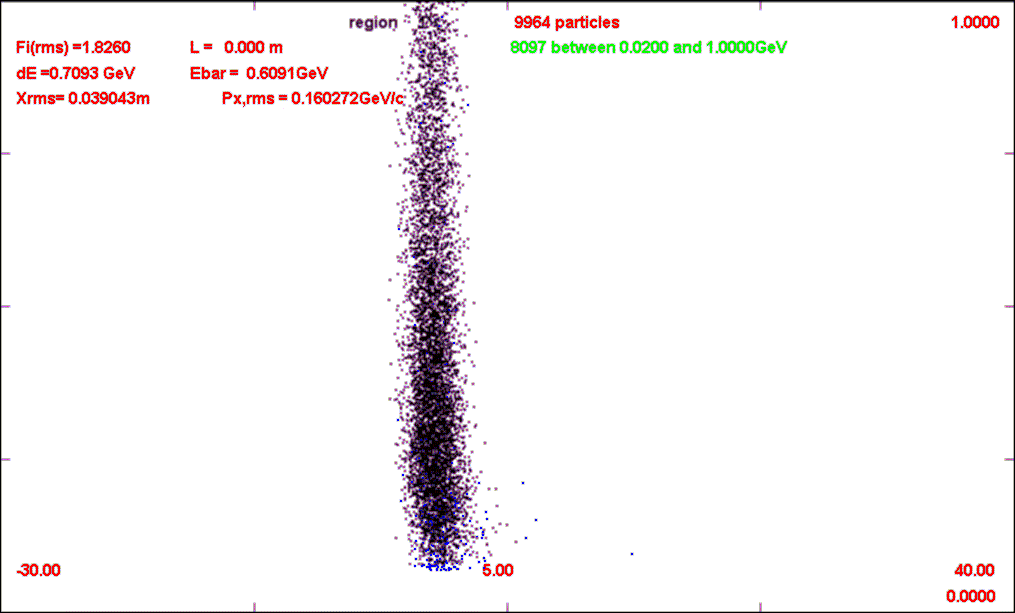 region 9964 particles 1.0000
Fi(rms) =1.8260 L = 0.000 m 8097 between 0.0200 and 1.0000GeV
dE =0.7093 GeV Ebar = 0.6091GeV
Xrms= 0.039043m Px,rms = 0.160272GeV/c
-30.00 5.00 40.00
0.0000